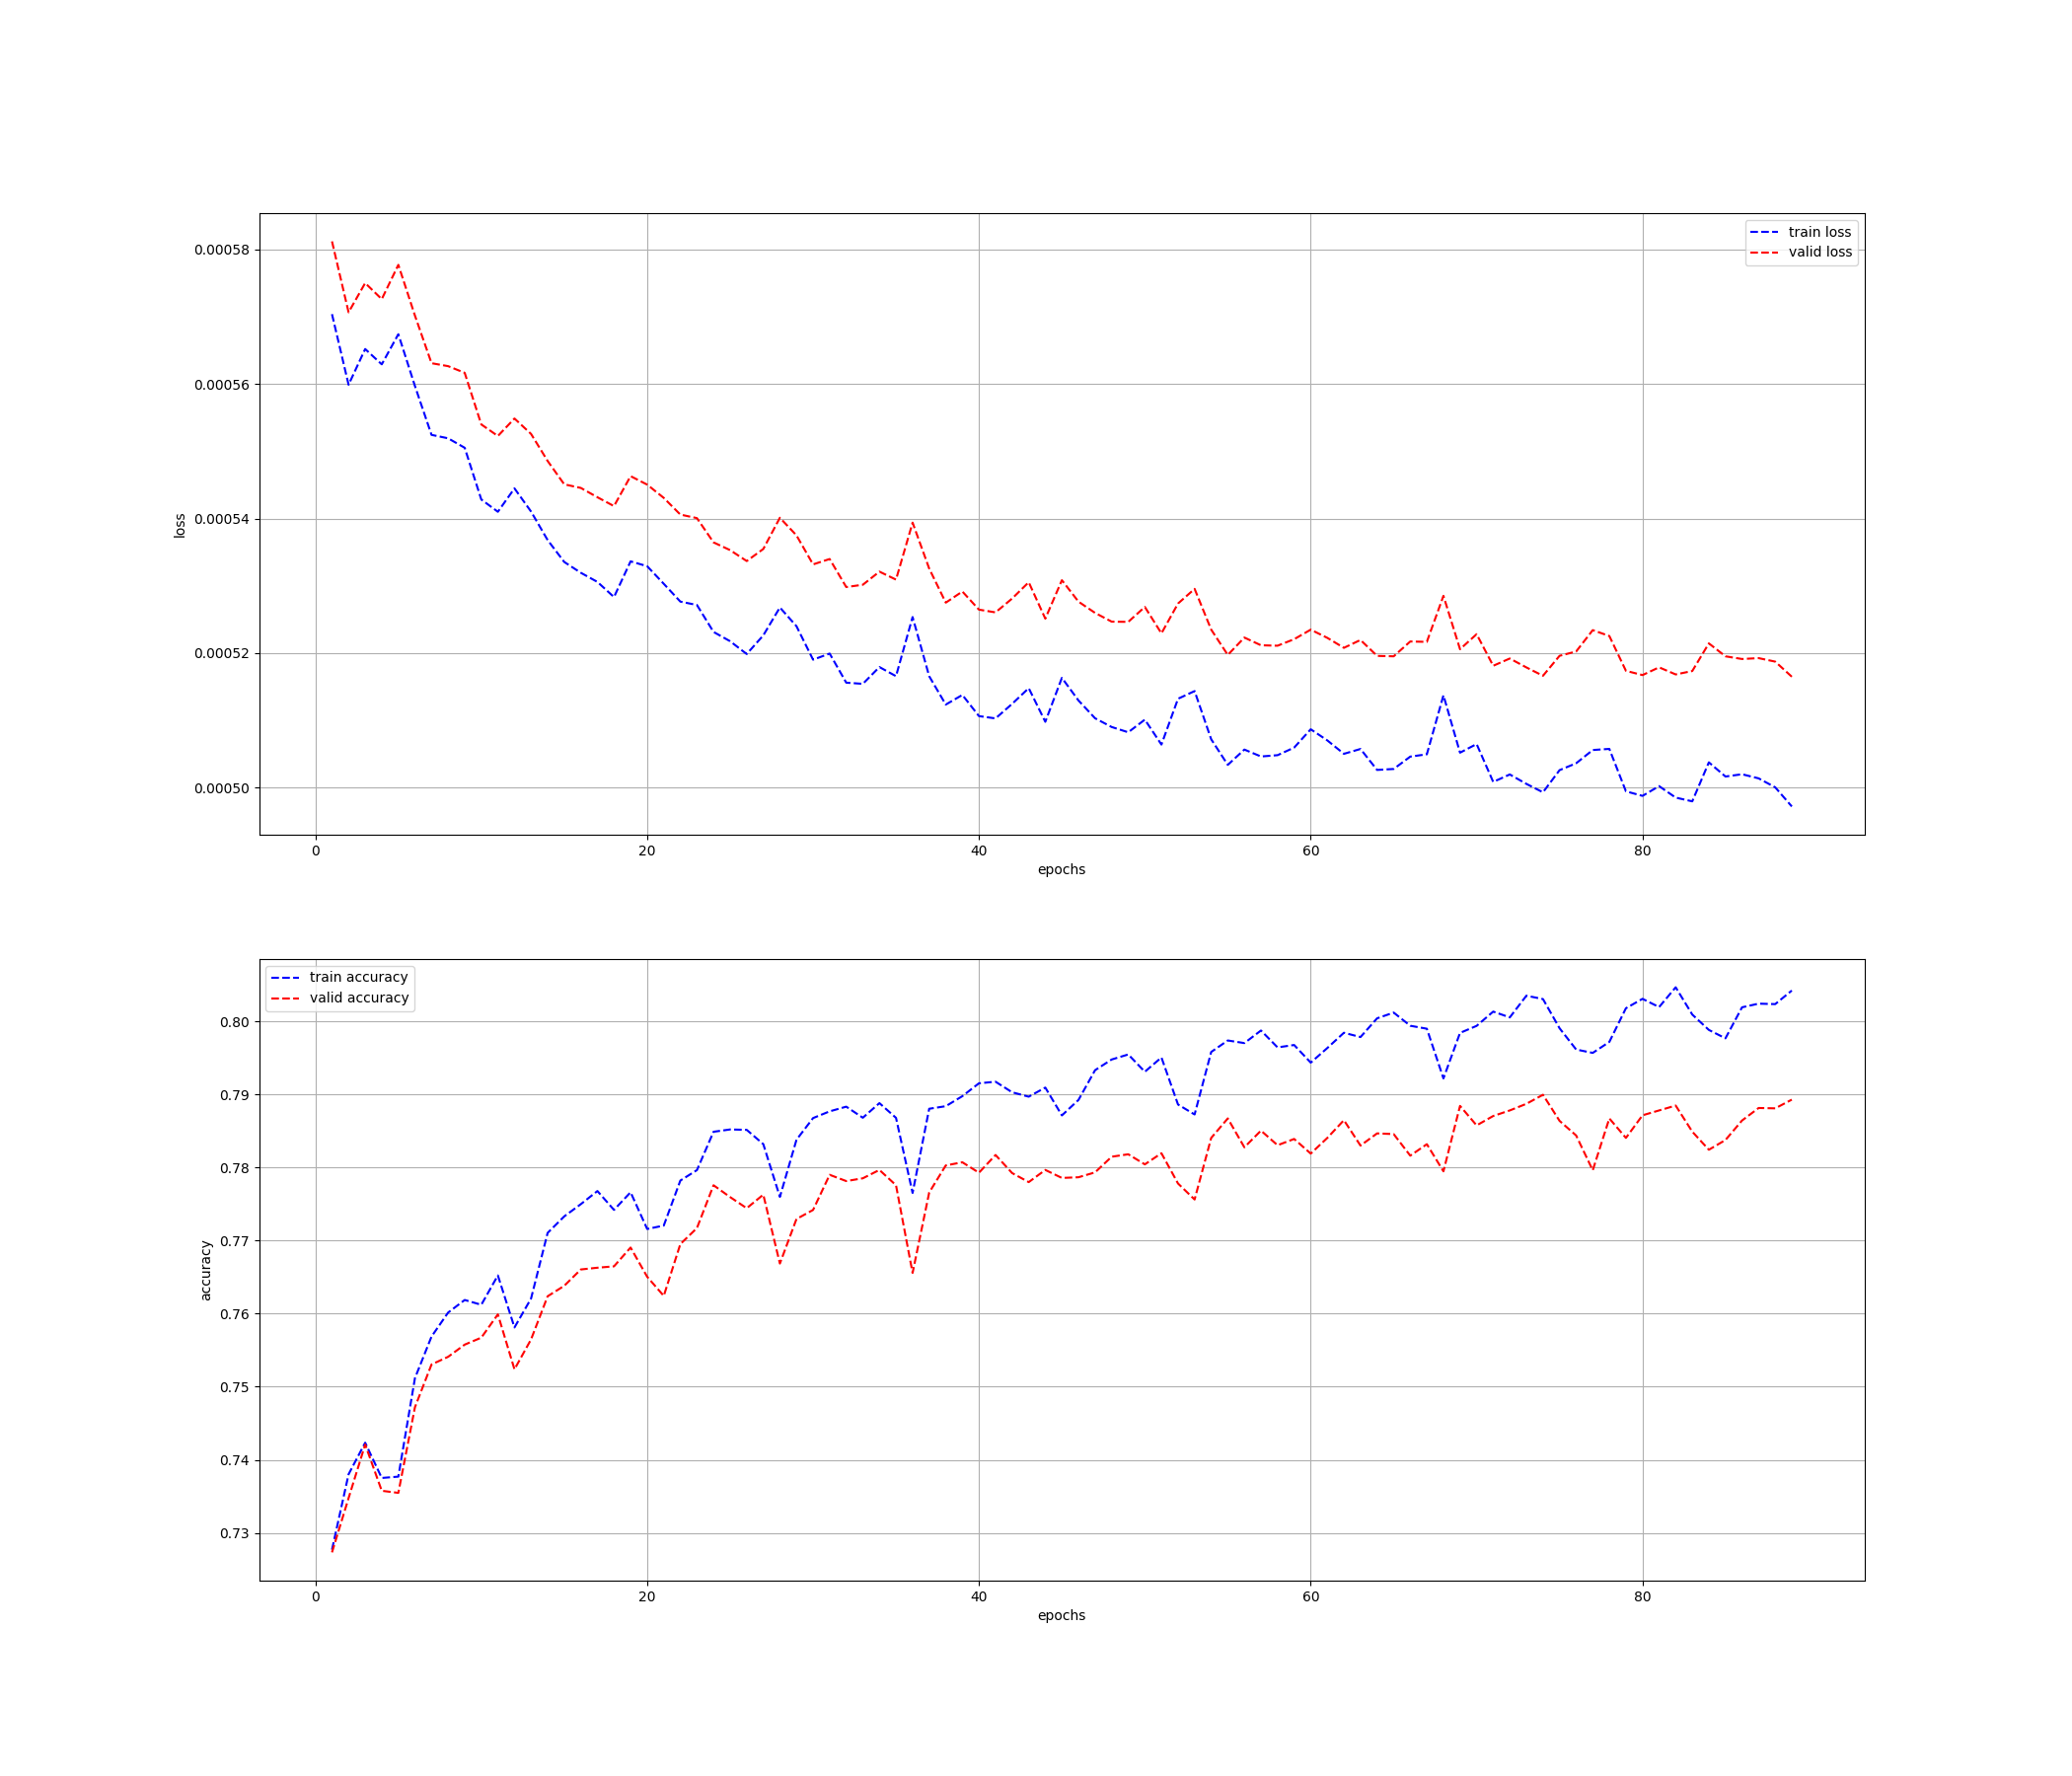 train loss
valid loss
0.00058
0.00056
0.00054
0.00052
0.00050
loss
0 20 40 60 80
epochs
train accuracy
valid accuracy
0.80
0.79
0.78
0.77
0.76
0.75
0.74
0.73
accuracy
0 20 40 60 80
epochs